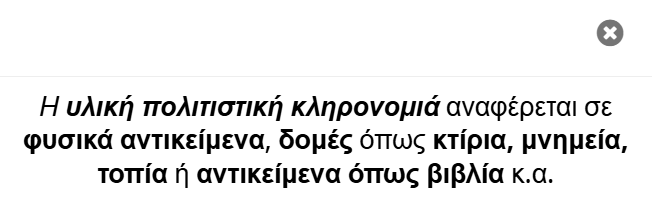 Η υλική πολιτιστική κληρονομιά αναφέρεται σε
φυσικά αντικείμενα, δομές όπως κτίρια, μνημεία,
τοπία ή αντικείμενα όπως βιβλία κ.α.